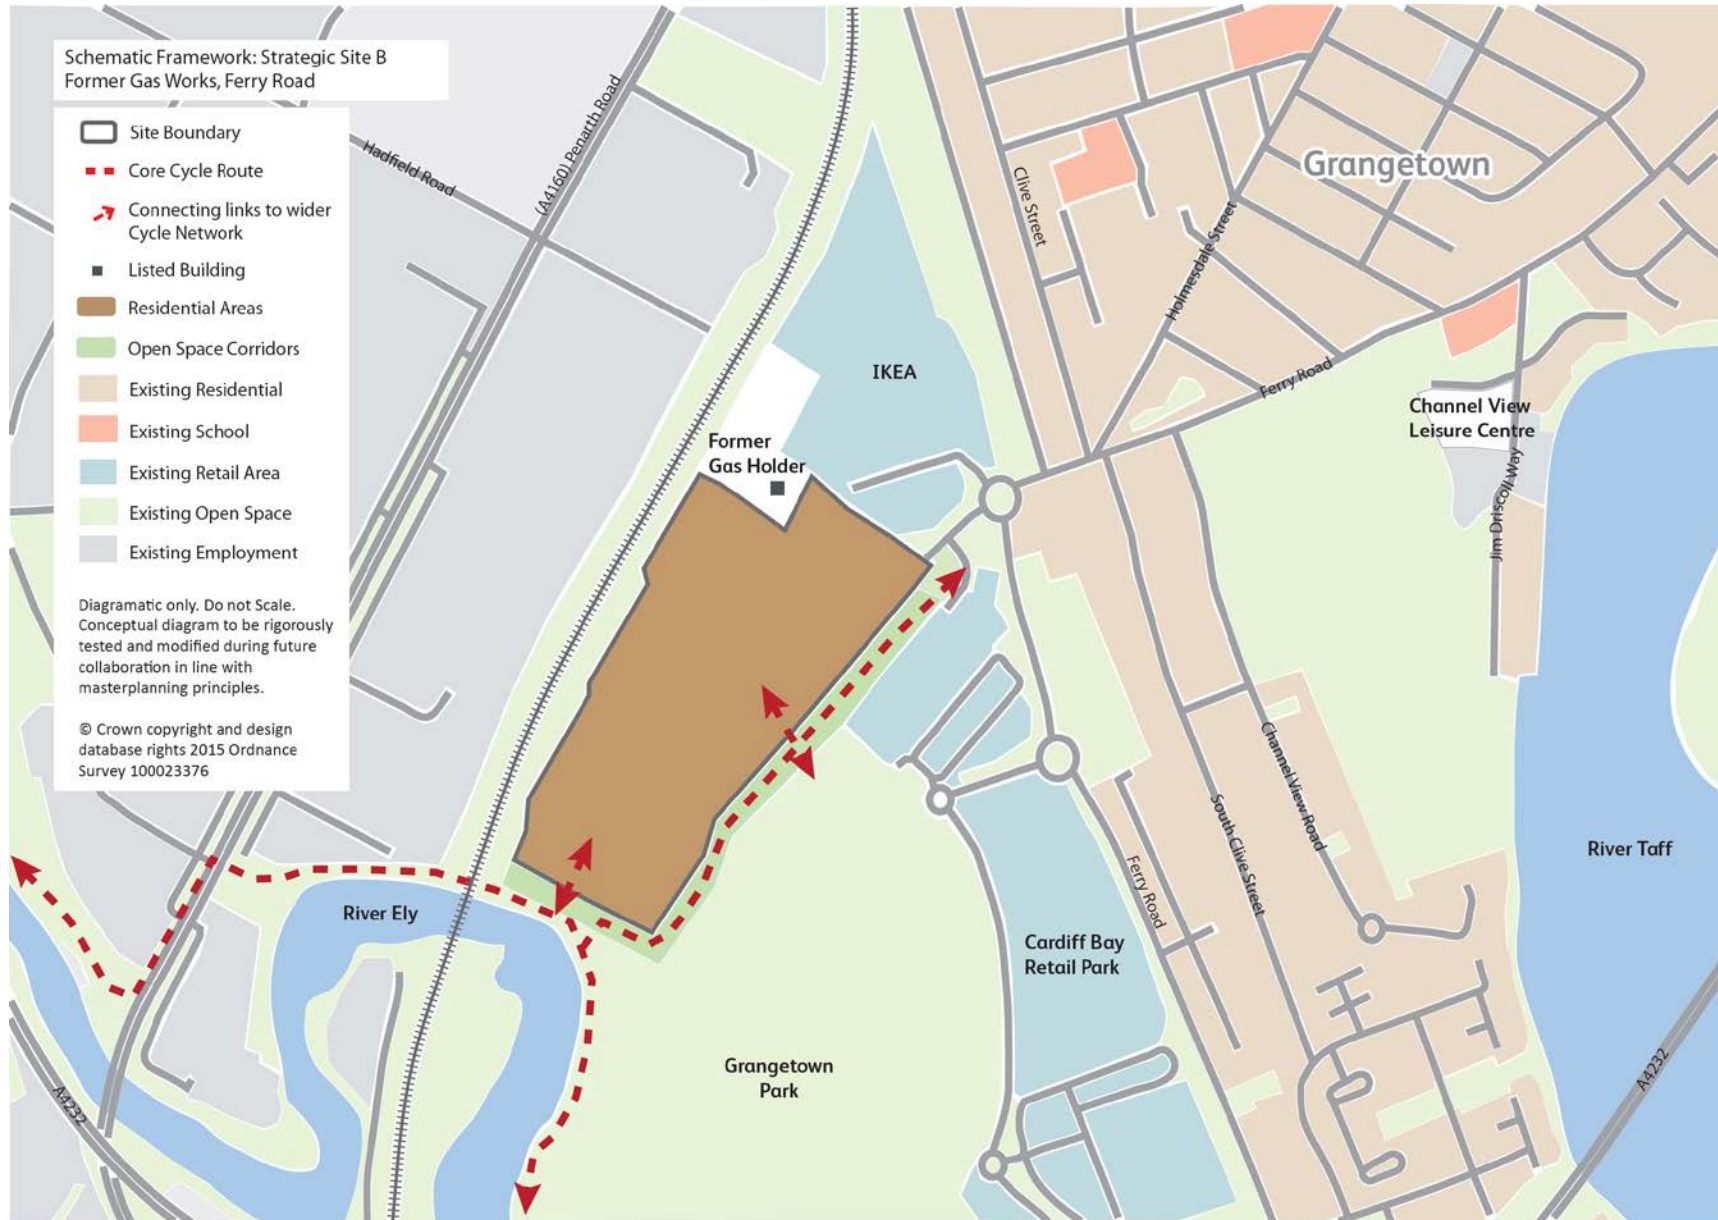 Schematic Framework: Strategic Site B
Former Gas Works, Ferry Road
Site Boundary
Core Cycle Route
Connecting links to wider
Cycle Network
Listed Building
Residential Areas
Open Space Corridors
Existing Residential
Existing School
Existing Retail Area
Existing Open Space
Existing Employment
Diagramatic only. Do not Scale.
Conceptual diagram to be rigorously
tested and modified during future
collaboration in line with
masterplanning principles.
© Crown copyright and design
database rights 2015 Ordnance
Survey 100023376
Hadfield Road
(A4160) Penarth Road
Clive Street
Grangetown
Holmesdale Street
IKEA
Ferry Road
Channel View
Leisure Centre
Former
Gas Holder
Jim Driscoll Way
Channel View Road
South Clive Street
River Taff
Ferry Road
River Ely
Cardiff Bay
Retail Park
Grangetown
Park
A4232
A4232